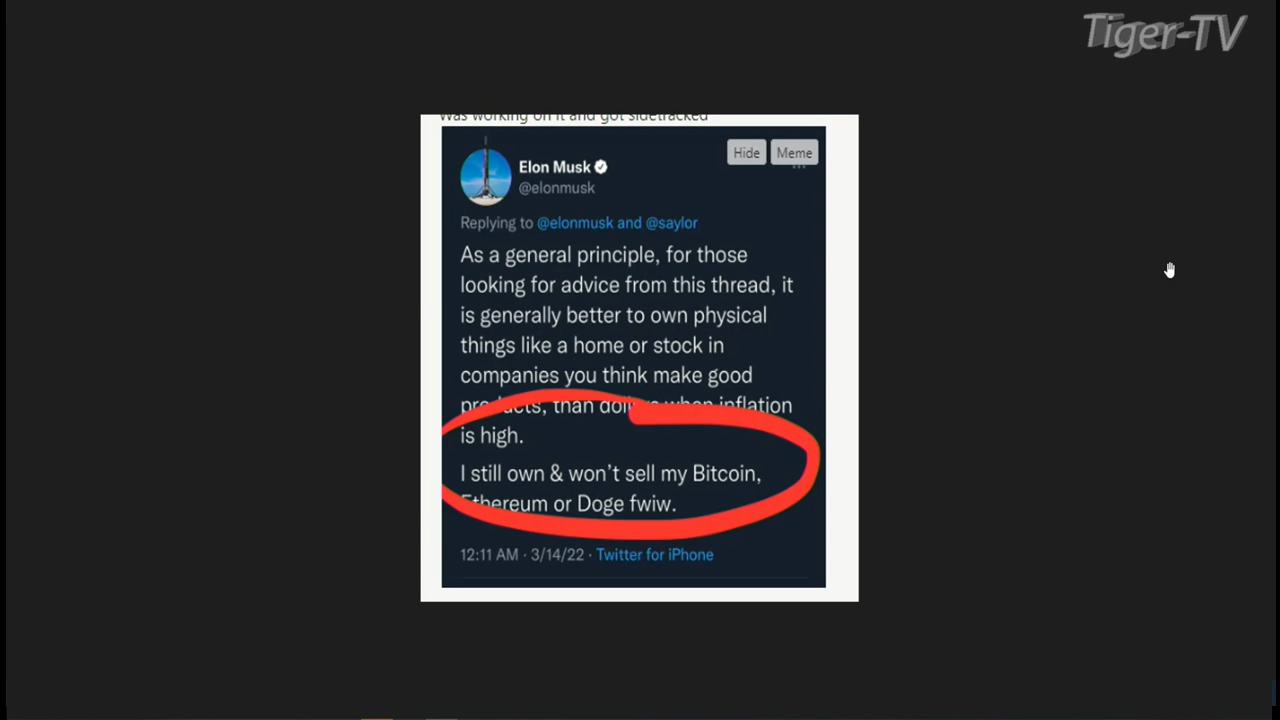 Tiger-TV
Was working on it and got sidetracked
Hide Meme
Elon Musk
@elonmusk
Replying to @elonmusk and @saylor
As a general principle, for those
looking for advice from this thread, it
is generally better to own physical
things like a home or stock in
companies you think make good
products, than dollars when inflation
is high.
I still own & won't sell my Bitcoin,
Ethereum or Doge fwiw.
12:11 AM · 3/14/22 · Twitter for iPhone